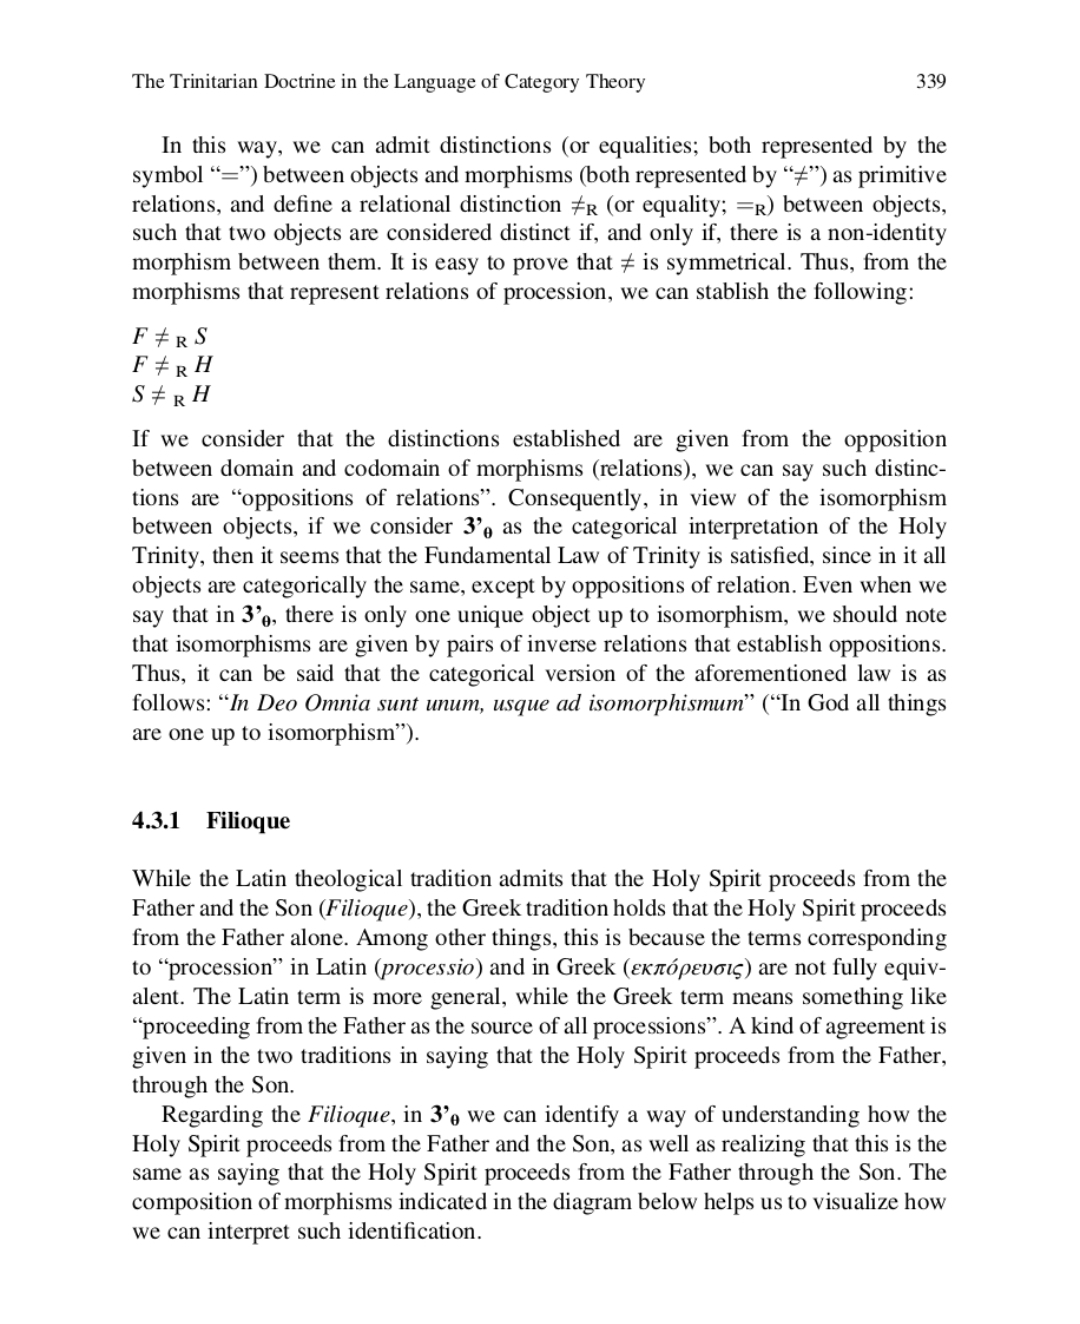 The Trinitarian Doctrine in the Language of Category Theory 339
In this way, we can admit distinctions (or equalities; both represented by the
symbol “=”) between objects and morphisms (both represented by “≠”) as primitive
relations, and define a relational distinction ≠R (or equality; =R) between objects,
such that two objects are considered distinct if, and only if, there is a non-identity
morphism between them. It is easy to prove that ≠ is symmetrical. Thus, from the
morphisms that represent relations of procession, we can stablish the following:
F ≠ R S
F ≠ R H
S ≠ R H
If we consider that the distinctions established are given from the opposition
between domain and codomain of morphisms (relations), we can say such distinc-
tions are “oppositions of relations”. Consequently, in view of the isomorphism
between objects, if we consider 3’θ as the categorical interpretation of the Holy
Trinity, then it seems that the Fundamental Law of Trinity is satisfied, since in it all
objects are categorically the same, except by oppositions of relation. Even when we
say that in 3’θ, there is only one unique object up to isomorphism, we should note
that isomorphisms are given by pairs of inverse relations that establish oppositions.
Thus, it can be said that the categorical version of the aforementioned law is as
follows: “In Deo Omnia sunt unum, usque ad isomorphismum” (“In God all things
are one up to isomorphism”).
4.3.1 Filioque
While the Latin theological tradition admits that the Holy Spirit proceeds from the
Father and the Son (Filioque), the Greek tradition holds that the Holy Spirit proceeds
from the Father alone. Among other things, this is because the terms corresponding
to “procession” in Latin (processio) and in Greek (εκπόρευσις) are not fully equiv-
alent. The Latin term is more general, while the Greek term means something like
“proceeding from the Father as the source of all processions”. A kind of agreement is
given in the two traditions in saying that the Holy Spirit proceeds from the Father,
through the Son.
Regarding the Filioque, in 3’θ we can identify a way of understanding how the
Holy Spirit proceeds from the Father and the Son, as well as realizing that this is the
same as saying that the Holy Spirit proceeds from the Father through the Son. The
composition of morphisms indicated in the diagram below helps us to visualize how
we can interpret such identification.